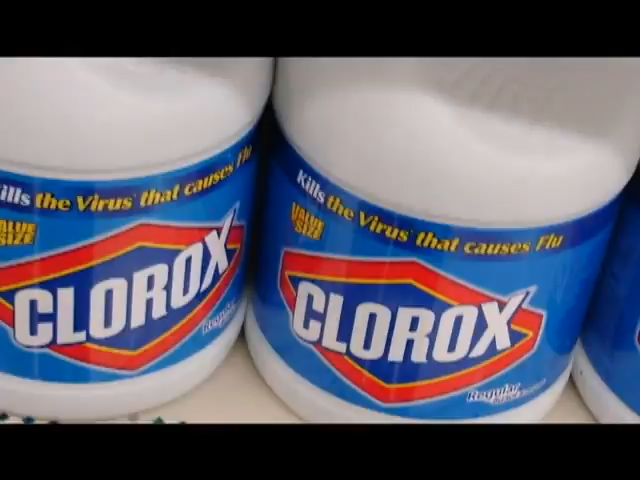 ills the Virus* that causes Flu
VALUE
SIZE
CLOROX
Regular
Kills the Virus* that causes Flu
VALUE
SIZE
CLOROX
Regular